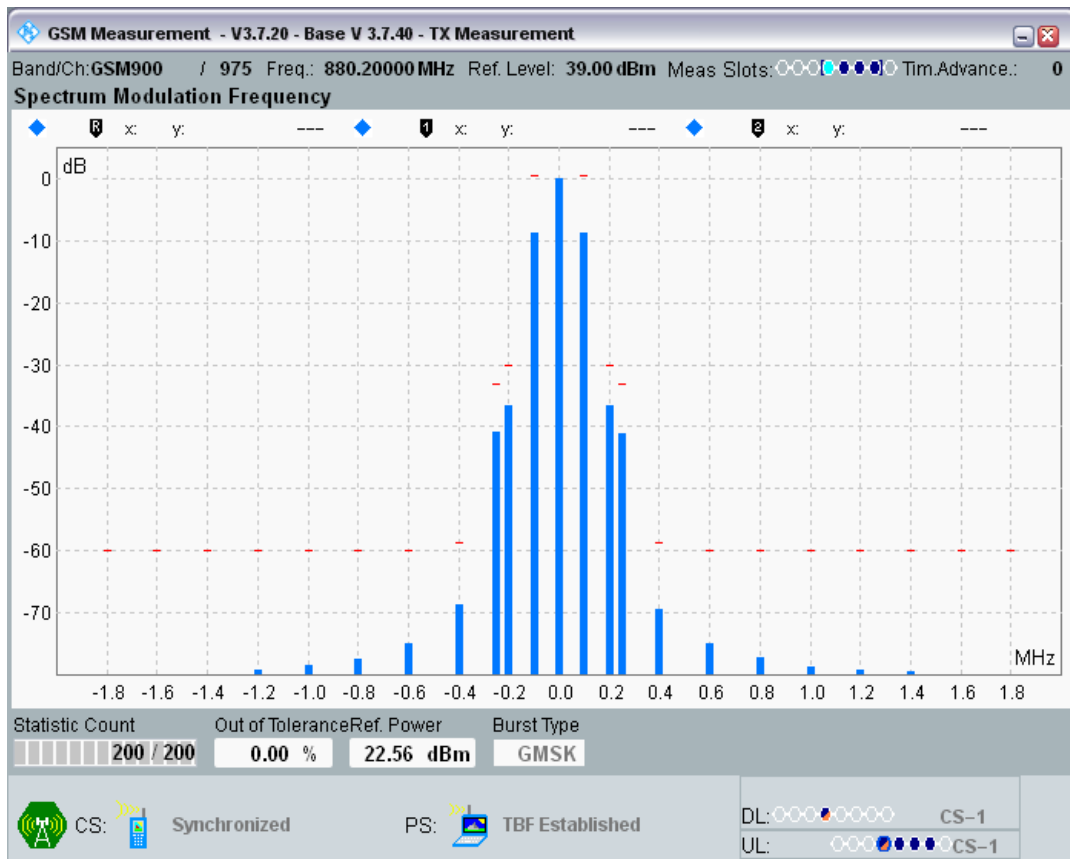 GSM Measurement - V3.7.20 - Base V 3.7.40 - TX Measurement
Band/Ch:GSM900 / 975 Freq.: 880.20000 MHz Ref. Level: 39.00 dBm Meas Slots: Tim.Advance.: 0
Spectrum Modulation Frequency
R x: y: --- 1 x: y: --- 2 x: y: ---
dB
0
-10
-20
-30
-40
-50
-60
-70
MHz
-1.8 -1.6 -1.4 -1.2 -1.0 -0.8 -0.6 -0.4 -0.2 0.0 0.2 0.4 0.6 0.8 1.0 1.2 1.4 1.6 1.8
Statistic Count Out of Tolerance Ref. Power Burst Type
200 / 200 0.00 % 22.56 dBm GMSK
CS: Synchronized PS: TBF Established
DL: CS-1
UL: CS-1